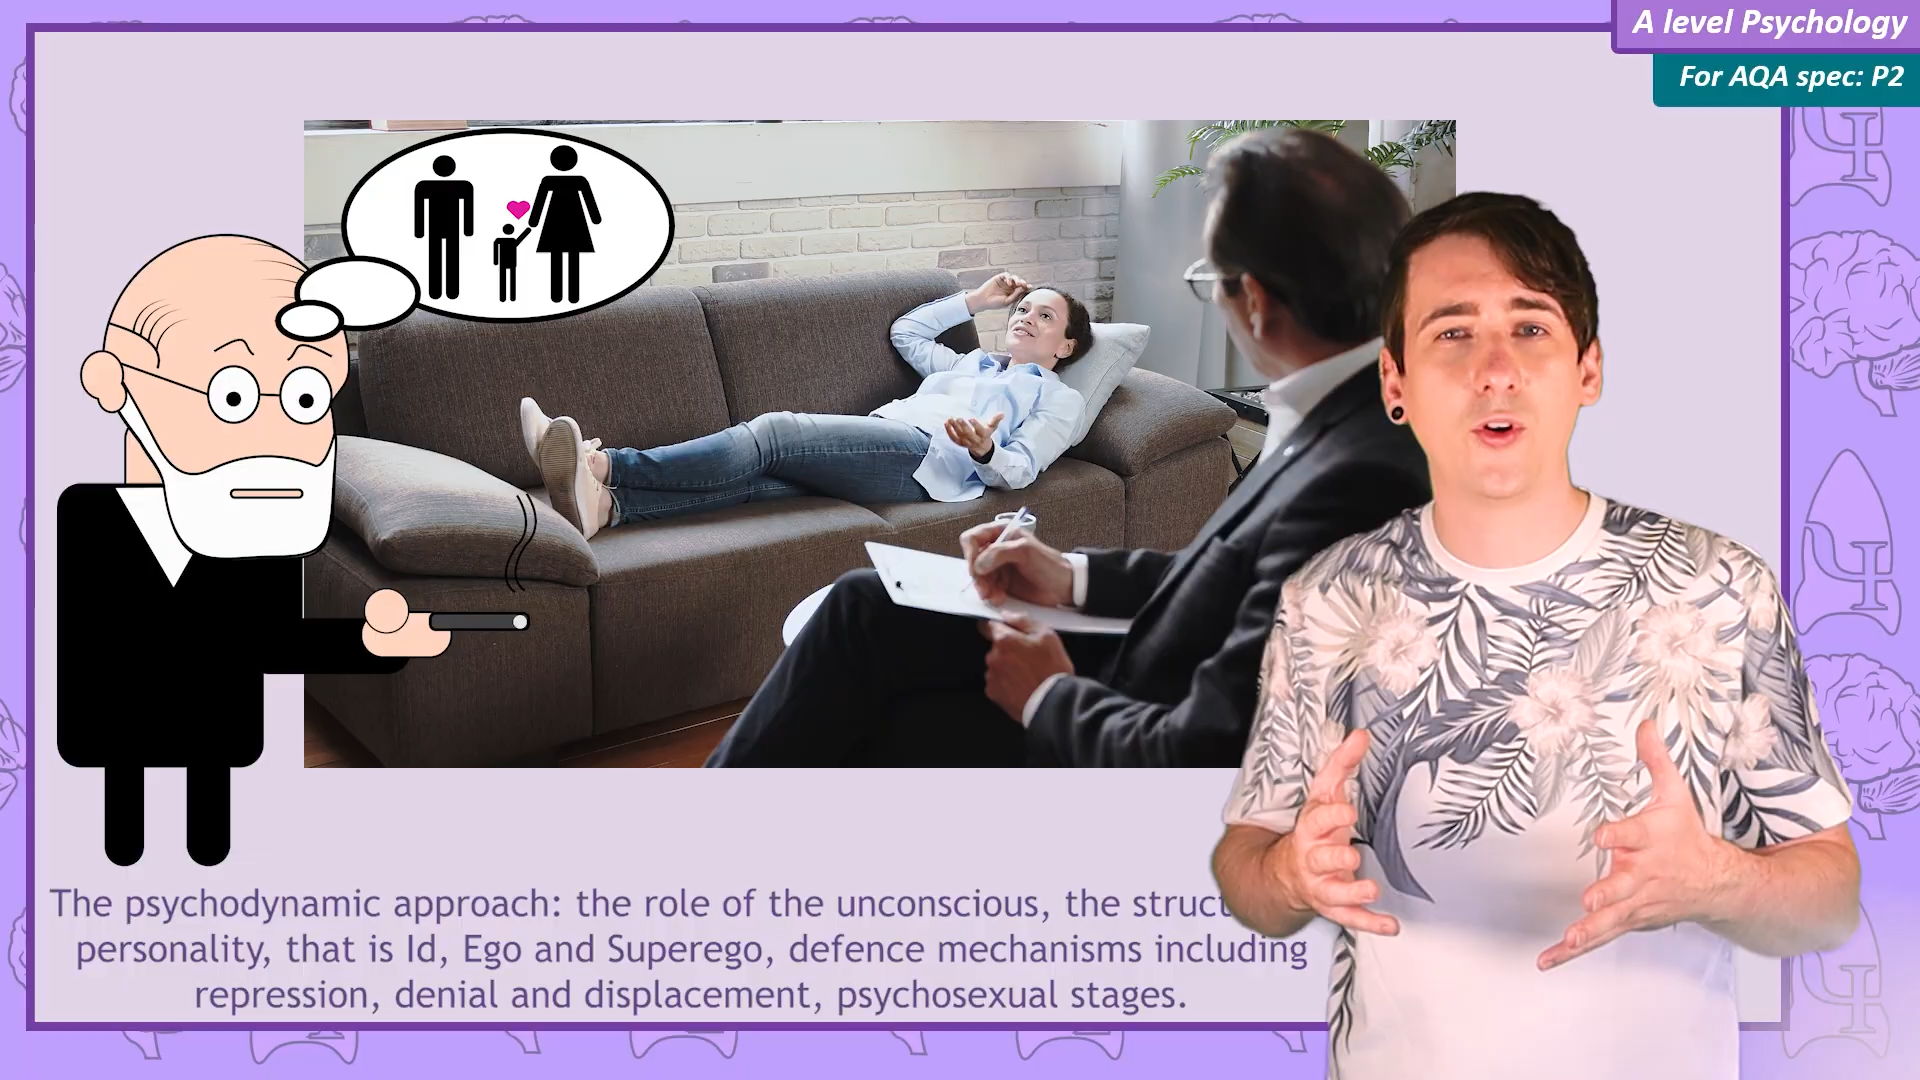 A level Psychology
For AQA spec: P2
The psychodynamic approach: the role of the unconscious, the
personality, that is Id, Ego and Superego, defence mechanisms including
repression, denial and displacement, psychosexual stages.